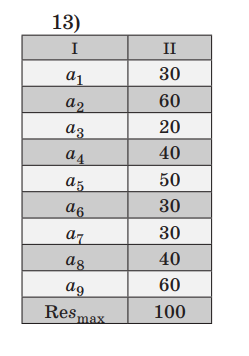 13)
I II
a₁ 30
a₂ 60
a₃ 20
a₄ 40
a₅ 50
a₆ 30
a₇ 30
a₈ 40
a₉ 60
Res_max 100